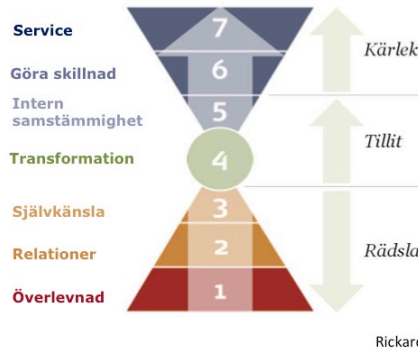 Service
Göra skillnad
Intern
samstämmighet
Transformation
Självkänsla
Relationer
Överlevnad
7
6
5
4
3
2
1
Kärlek
Tillit
Rädsla
Rickard